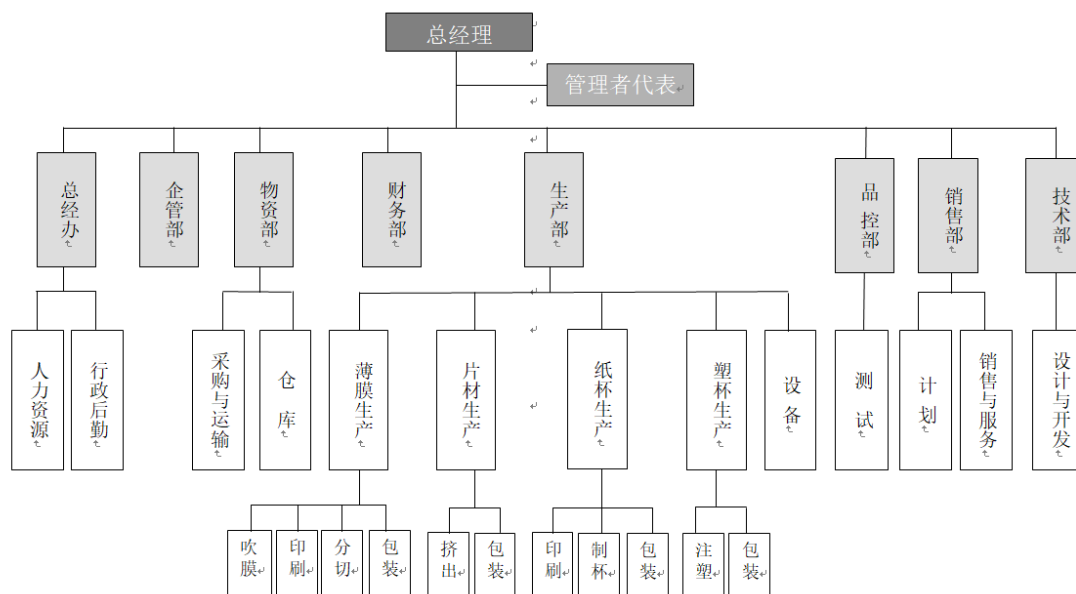 总经理
管理者代表
总经办
企管部
物资部
财务部
生产部
品控部
销售部
技术部
人力资源
行政后勤
采购与运输
仓库
薄膜生产
片材生产
纸杯生产
塑杯生产
设备
测试
计划
销售与服务
设计与开发
吹膜
印刷
分切
包装
挤出
包装
印刷
制杯
包装
注塑
包装